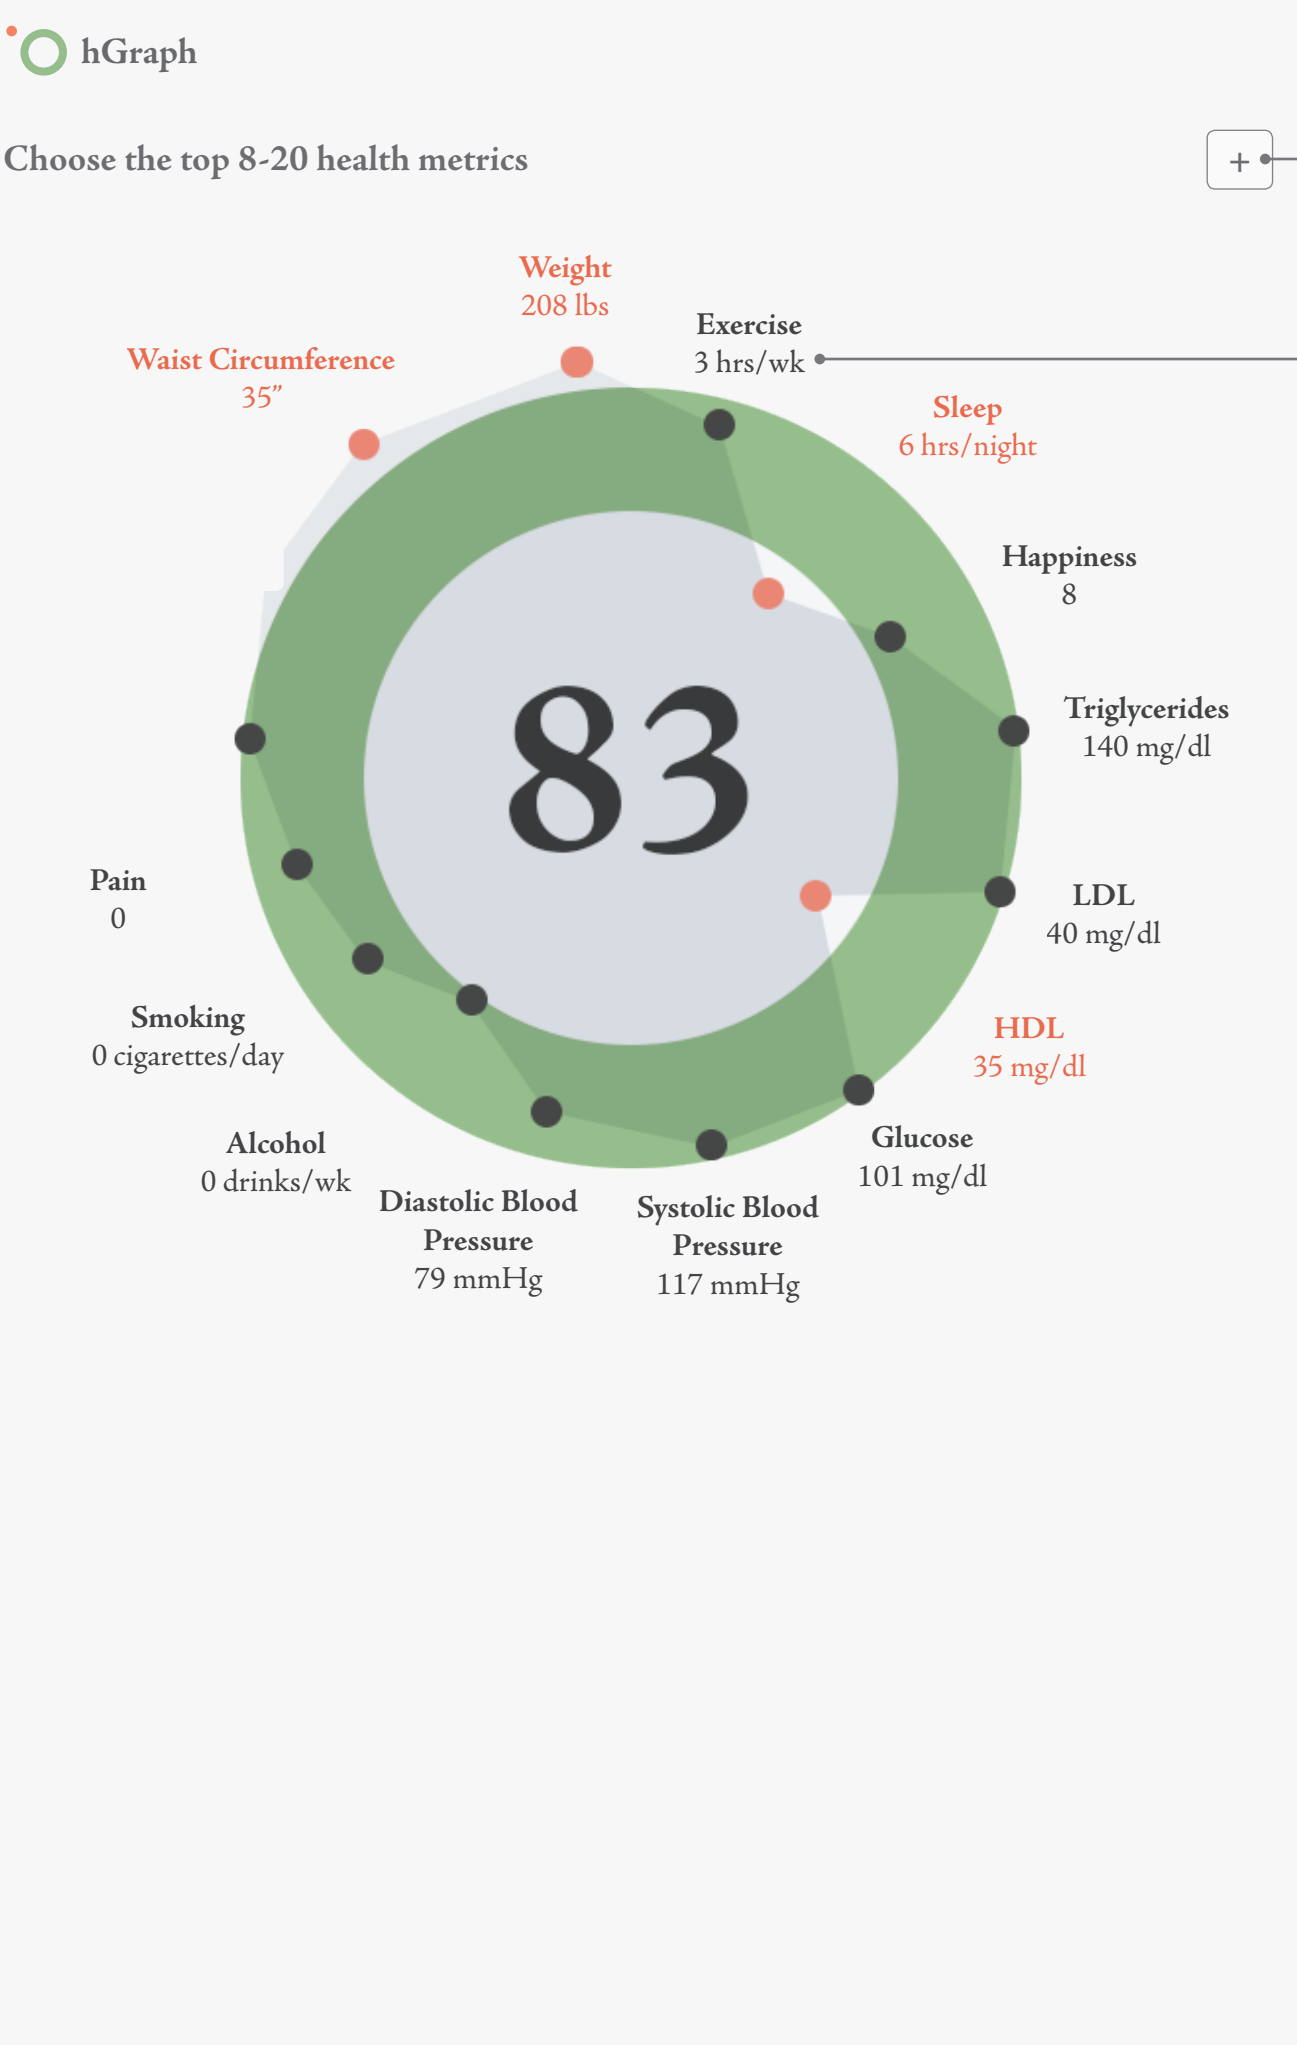 hGraph
Choose the top 8-20 health metrics
+
Weight
208 lbs
Exercise
3 hrs/wk
Waist Circumference
35”
Sleep
6 hrs/night
Happiness
8
Triglycerides
140 mg/dl
83
LDL
40 mg/dl
Pain
0
HDL
35 mg/dl
Smoking
0 cigarettes/day
Glucose
101 mg/dl
Alcohol
0 drinks/wk
Diastolic Blood
Pressure
79 mmHg
Systolic Blood
Pressure
117 mmHg